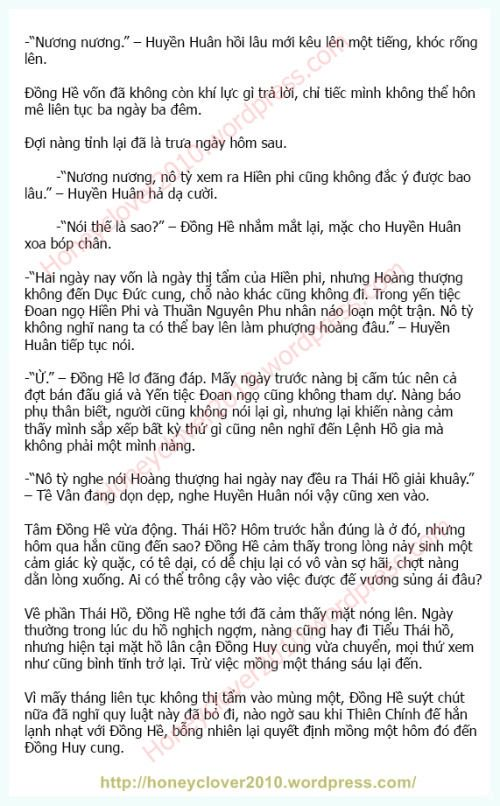 -“Nương nương.” – Huyền Huân hồi lâu mới kêu lên một tiếng, khóc rống
lên.
Đồng Hề vốn đã không còn khí lực gì trả lời, chỉ tiếc mình không thể hôn
mê liên tục ba ngày ba đêm.
Đợi nàng tỉnh lại đã là trưa ngày hôm sau.
-“Nương nương, nô tỳ xem ra Hiền phi cũng không đắc ý được bao
lâu.” – Huyền Huân hả dạ cười.
-“Nói thế là sao?” – Đồng Hề nhắm mắt lại, mặc cho Huyền Huân
xoa bóp chân.
-“Hai ngày nay vốn là ngày thị tẩm của Hiền phi, nhưng Hoàng thượng
không đến Dục Đức cung, chỗ nào khác cũng không đi. Trong yến tiệc
Đoan ngọ Hiền Phi và Thuần Nguyên Phu nhân náo loạn một trận. Nô tỳ
không nghĩ nang ta có thể bay lên làm phượng hoàng đâu.” – Huyền
Huân tiếp tục nói.
-“Ừ.” – Đồng Hề lơ đãng đáp. Mấy ngày trước nàng bị cấm túc nên cả
đợt bán đấu giá và Yến tiệc Đoan ngọ cũng không tham dự. Nàng báo
phụ thân biết, người cũng không nói lại gì, nhưng lại khiến nàng cảm
thấy mình sắp xếp bất kỳ thứ gì cũng nên nghĩ đến Lệnh Hồ gia mà
không phải một mình nàng.
-“Nô tỳ nghe nói Hoàng thượng hai ngày nay đều ra Thái Hồ giải khuây.”
– Tề Vân đang dọn dẹp, nghe Huyền Huân nói vậy cũng xen vào.
Tâm Đồng Hề vừa động. Thái Hồ? Hôm trước hắn đúng là ở đó, nhưng
hôm qua hắn cũng đến sao? Đồng Hề cảm thấy trong lòng nảy sinh một
cảm giác kỳ quặc, có tê dại, có dễ chịu lại có vô vàn sợ hãi, chợt nàng
dằn lòng xuống. Ai có thể trông cậy vào việc được đế vương sủng ái đâu?
Về phần Thái Hồ, Đồng Hề nghe tới đã cảm thấy mặt nóng lên. Ngày
thường trong lúc du hồ nghịch ngợm, nàng cũng hay đi Tiểu Thái hồ,
nhưng hiện tại mặt hồ lân cận Đồng Huy cung vừa chuyển, mọi thứ xem
như cũng bình tĩnh trở lại. Trừ việc mồng một tháng sáu lại đến.
Vì mấy tháng liên tục không thị tẩm vào mùng một, Đồng Hề suýt chút
nữa đã nghĩ quy luật này đã bỏ đi, nào ngờ sau khi Thiên Chính đế hắn
lạnh nhạt với Đồng Hề, bỗng nhiên lại quyết định mồng một hôm đó đến
Đồng Huy cung.
Honeyclover2010.wordpress.com
Honeyclover2010.wordpress.com
Honeyclover2010.wordpress.com
http://honeyclover2010.wordpress.com/